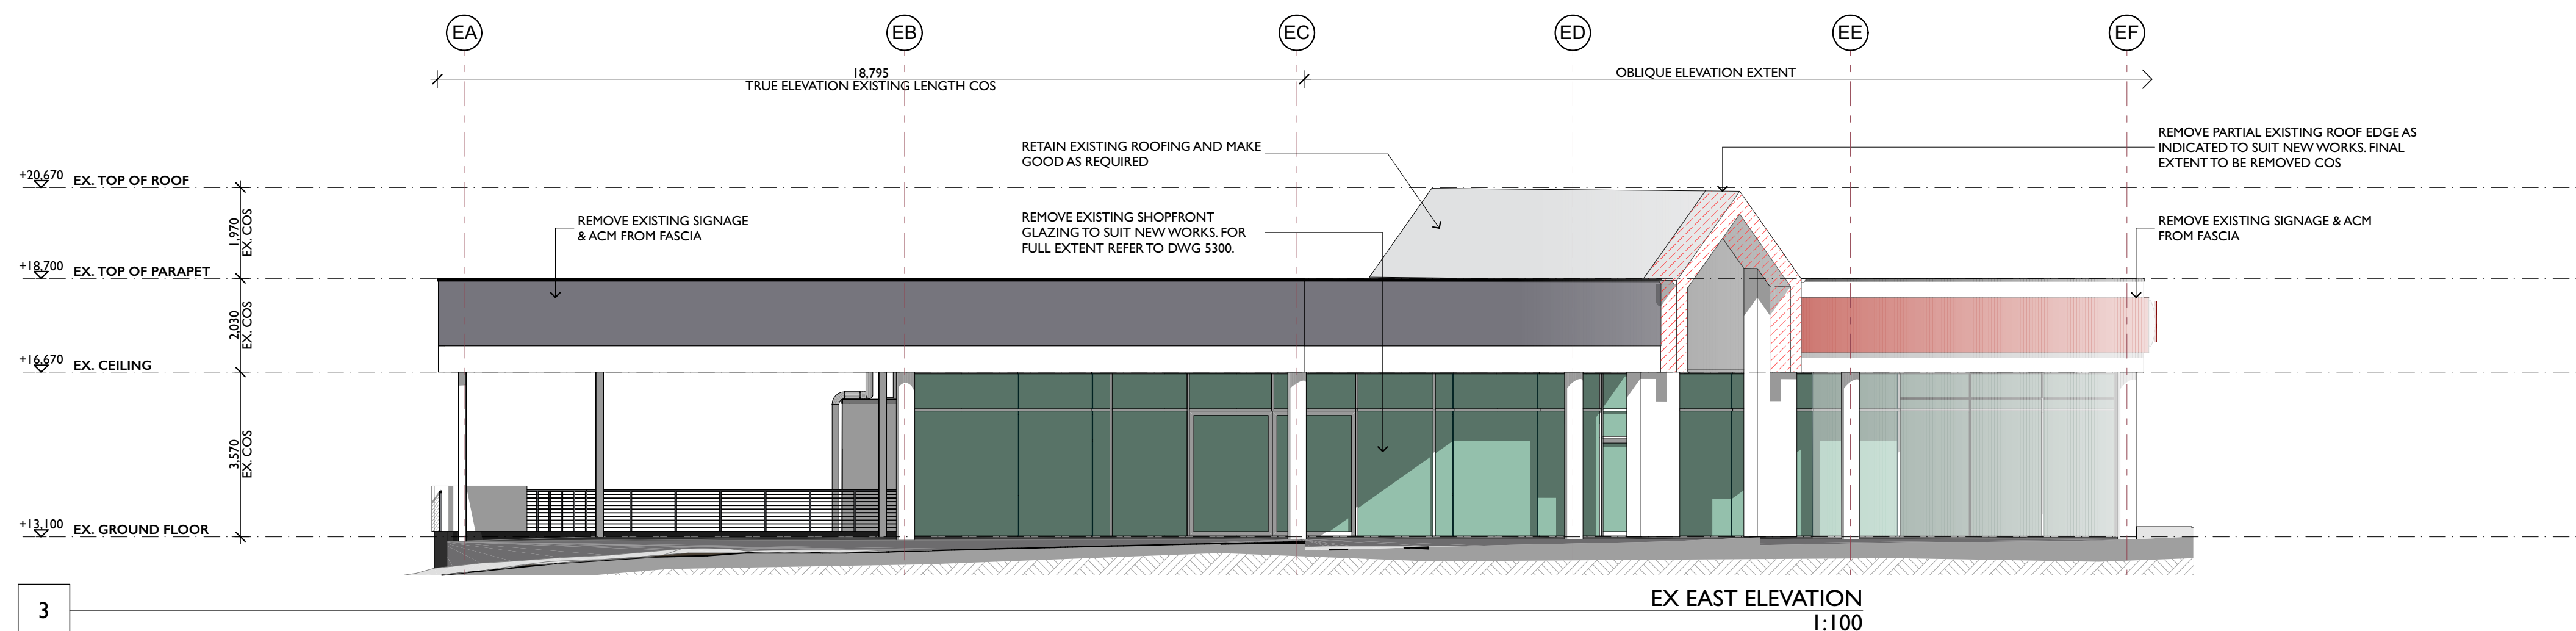 EA
EB
EC
ED
EE
EF
18,795
TRUE ELEVATION EXISTING LENGTH COS
OBLIQUE ELEVATION EXTENT
REMOVE PARTIAL EXISTING ROOF EDGE AS
INDICATED TO SUIT NEW WORKS. FINAL
EXTENT TO BE REMOVED COS
RETAIN EXISTING ROOFING AND MAKE
GOOD AS REQUIRED
+20,670 EX. TOP OF ROOF
1,970
EX. COS
REMOVE EXISTING SIGNAGE
& ACM FROM FASCIA
REMOVE EXISTING SHOPFRONT
GLAZING TO SUIT NEW WORKS. FOR
FULL EXTENT REFER TO DWG 5300.
REMOVE EXISTING SIGNAGE & ACM
FROM FASCIA
+18,700 EX. TOP OF PARAPET
2,030
EX. COS
+16,670 EX. CEILING
3,570
EX. COS
+13,100 EX. GROUND FLOOR
3
EX EAST ELEVATION
1:100